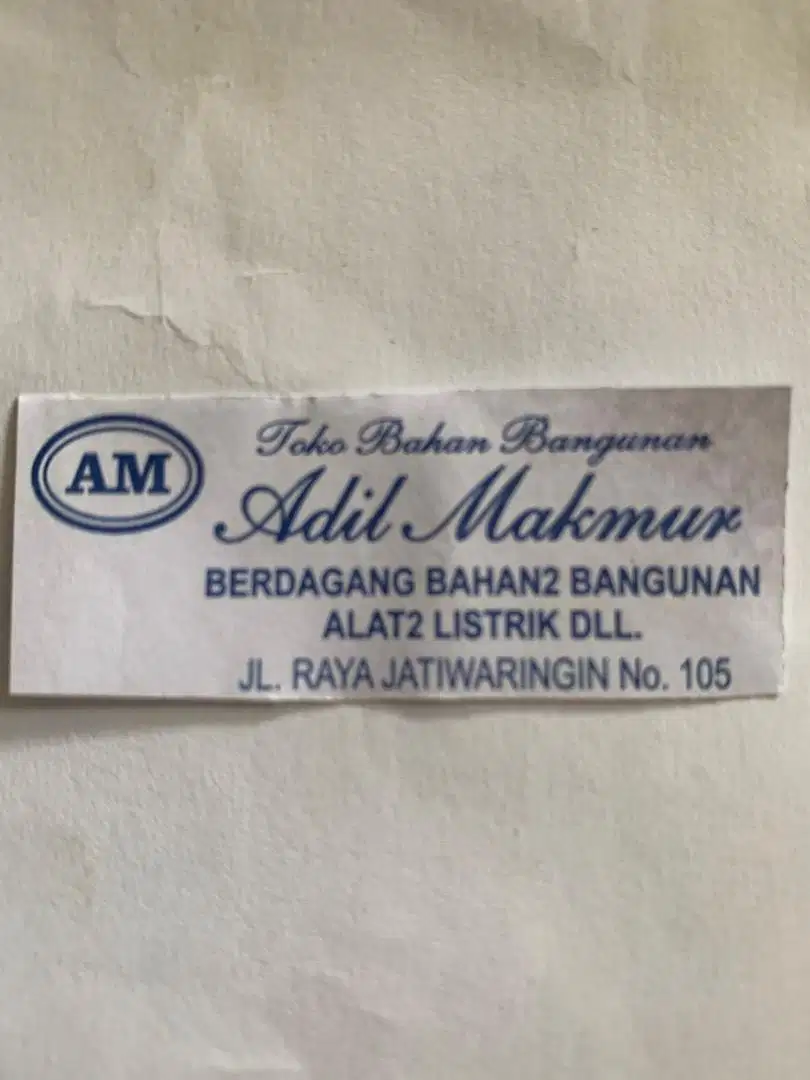 AM
Toko Bahan Bangunan
Adil Makmur
BERDAGANG BAHAN2 BANGUNAN
ALAT2 LISTRIK DLL.
JL. RAYA JATIWARINGIN No. 105